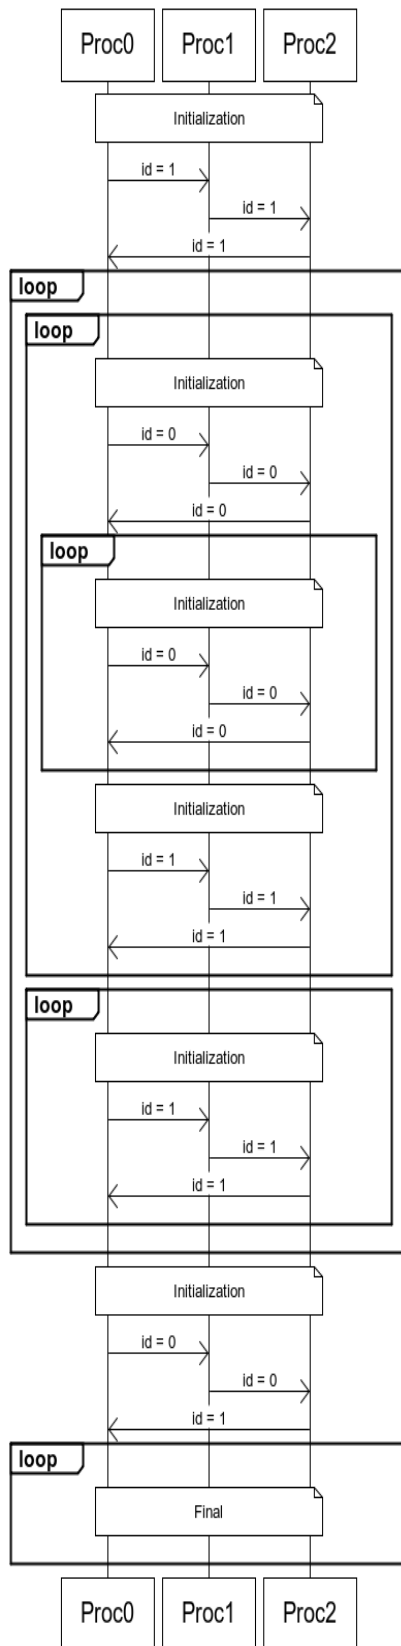 Proc0 Proc1 Proc2
Initialization
id = 1
id = 1
id = 1
loop
loop
Initialization
id = 0
id = 0
id = 0
loop
Initialization
id = 0
id = 0
id = 0
Initialization
id = 1
id = 1
id = 1
loop
Initialization
id = 1
id = 1
id = 1
Initialization
id = 0
id = 0
id = 1
loop
Final
Proc0 Proc1 Proc2